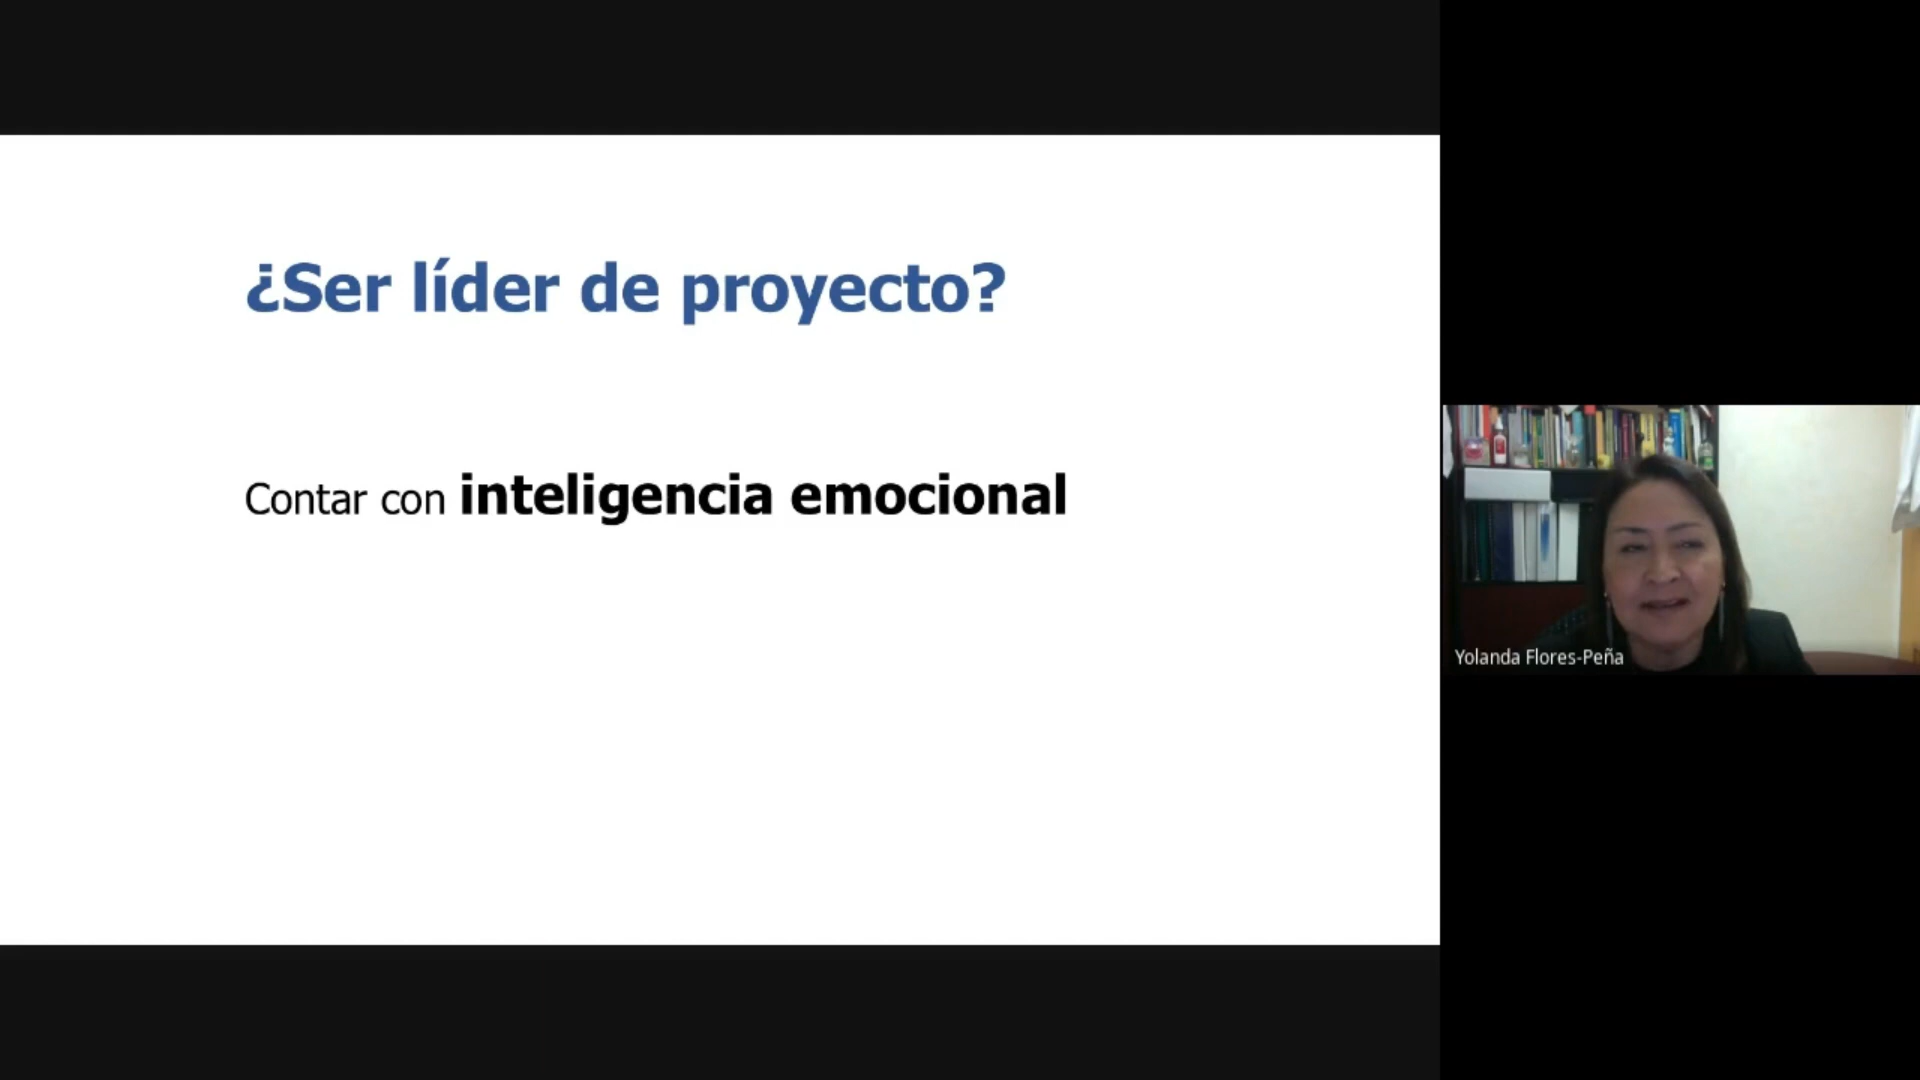 ¿Ser líder de proyecto?
Contar con inteligencia emocional
Yolanda Flores-Peña